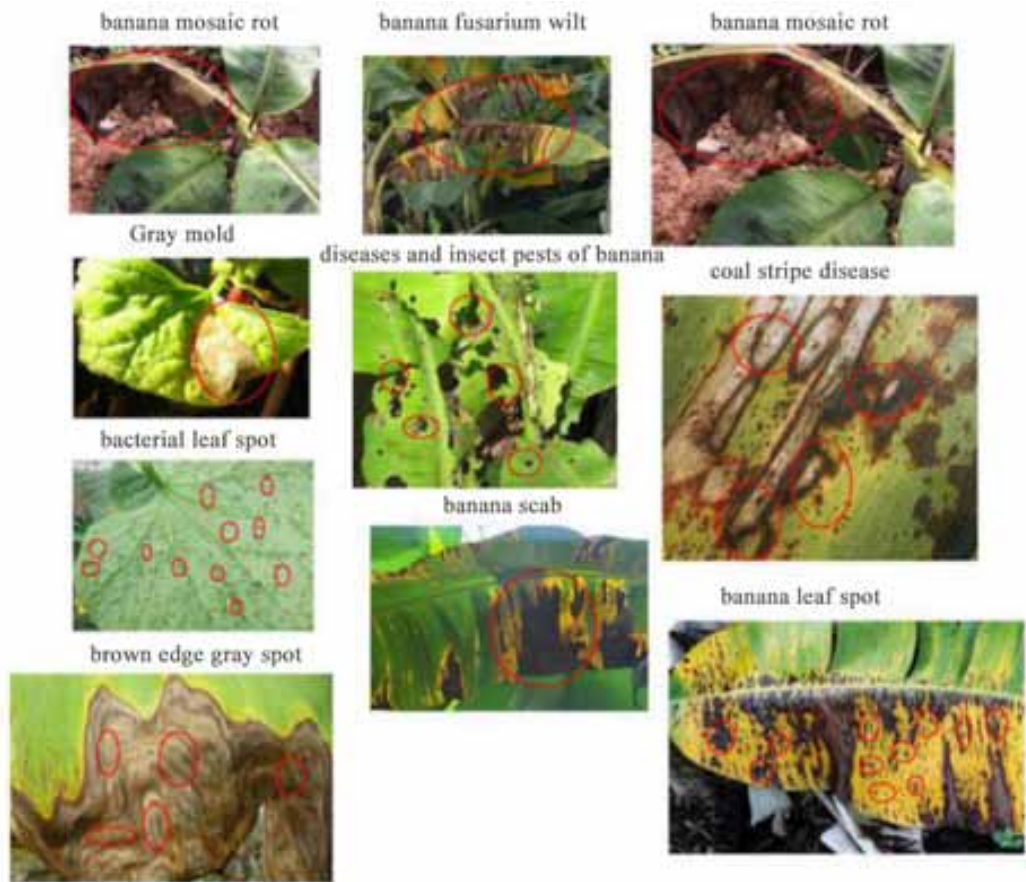 banana mosaic rot
banana fusarium wilt
banana mosaic rot
Gray mold
diseases and insect pests of banana
coal stripe disease
bacterial leaf spot
banana scab
banana leaf spot
brown edge gray spot